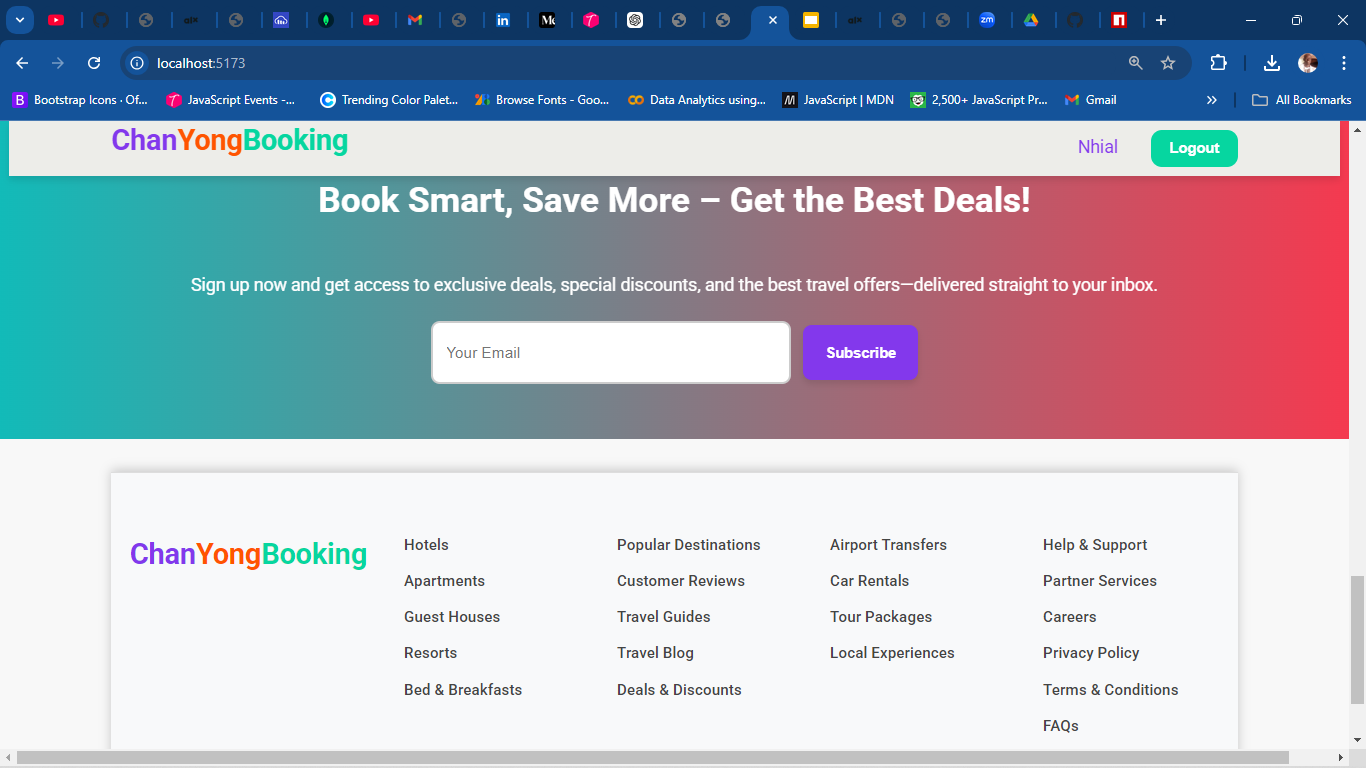 localhost:5173
Bootstrap Icons · Of...
JavaScript Events -...
Trending Color Palet...
Browse Fonts - Goo...
Data Analytics using...
JavaScript | MDN
2,500+ JavaScript Pr...
Gmail
All Bookmarks
ChanYongBooking
Nhial
Logout
Book Smart, Save More – Get the Best Deals!
Sign up now and get access to exclusive deals, special discounts, and the best travel offers—delivered straight to your inbox.
Your Email
Subscribe
ChanYongBooking
Hotels
Apartments
Guest Houses
Resorts
Bed & Breakfasts
Popular Destinations
Customer Reviews
Travel Guides
Travel Blog
Deals & Discounts
Airport Transfers
Car Rentals
Tour Packages
Local Experiences
Help & Support
Partner Services
Careers
Privacy Policy
Terms & Conditions
FAQs